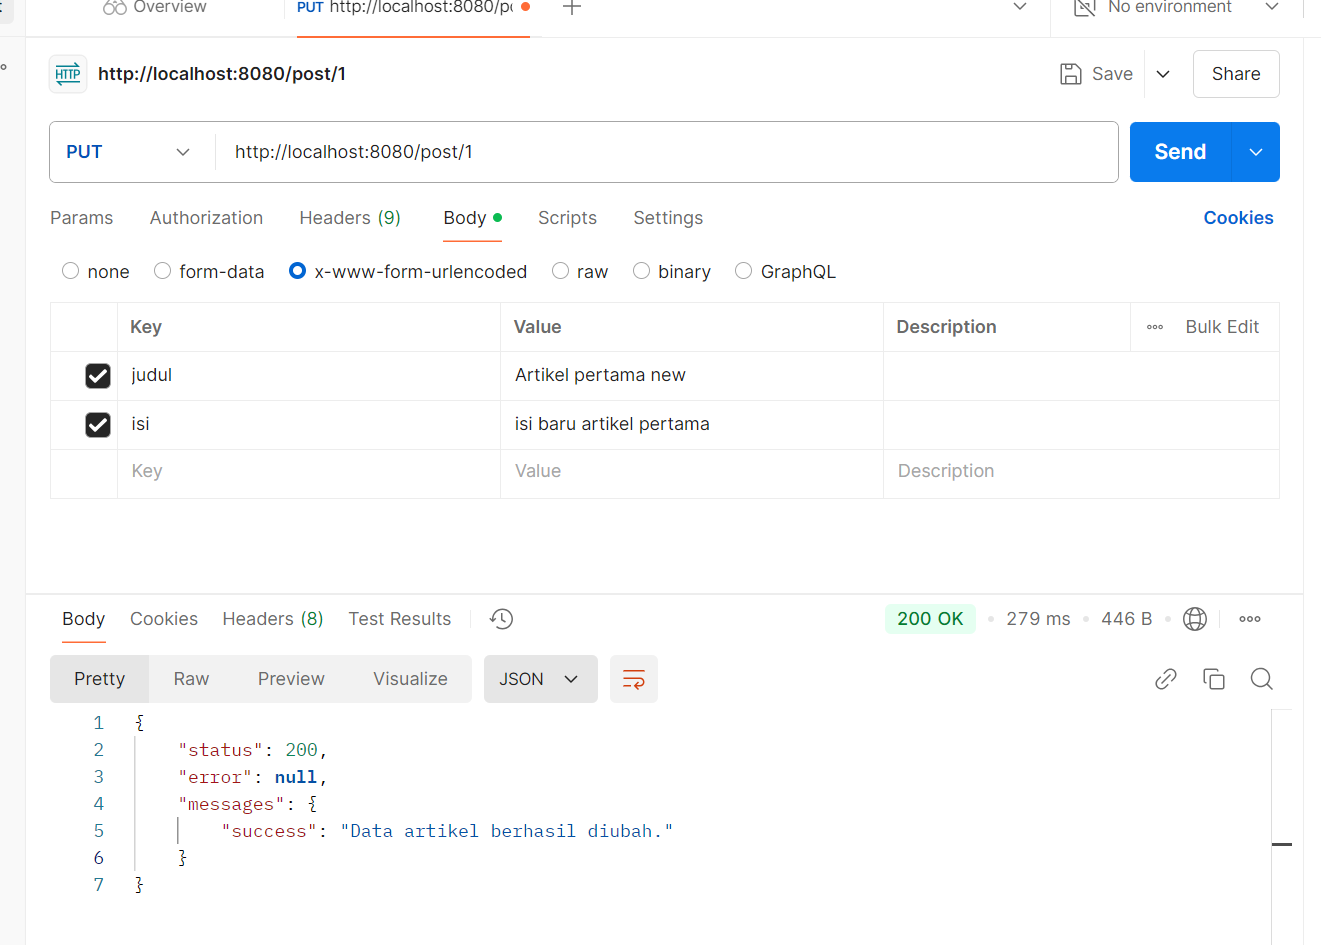 Overview PUT http://localhost:8080/po No environment
HTTP http://localhost:8080/post/1 Save Share
PUT http://localhost:8080/post/1 Send
Params Authorization Headers (9) Body Scripts Settings Cookies
none form-data x-www-form-urlencoded raw binary GraphQL
Key Value Description Bulk Edit
judul Artikel pertama new
isi isi baru artikel pertama
Key Value Description
Body Cookies Headers (8) Test Results 200 OK 279 ms 446 B
Pretty Raw Preview Visualize JSON
1 {
2 "status": 200,
3 "error": null,
4 "messages": {
5 "success": "Data artikel berhasil diubah."
6 }
7 }